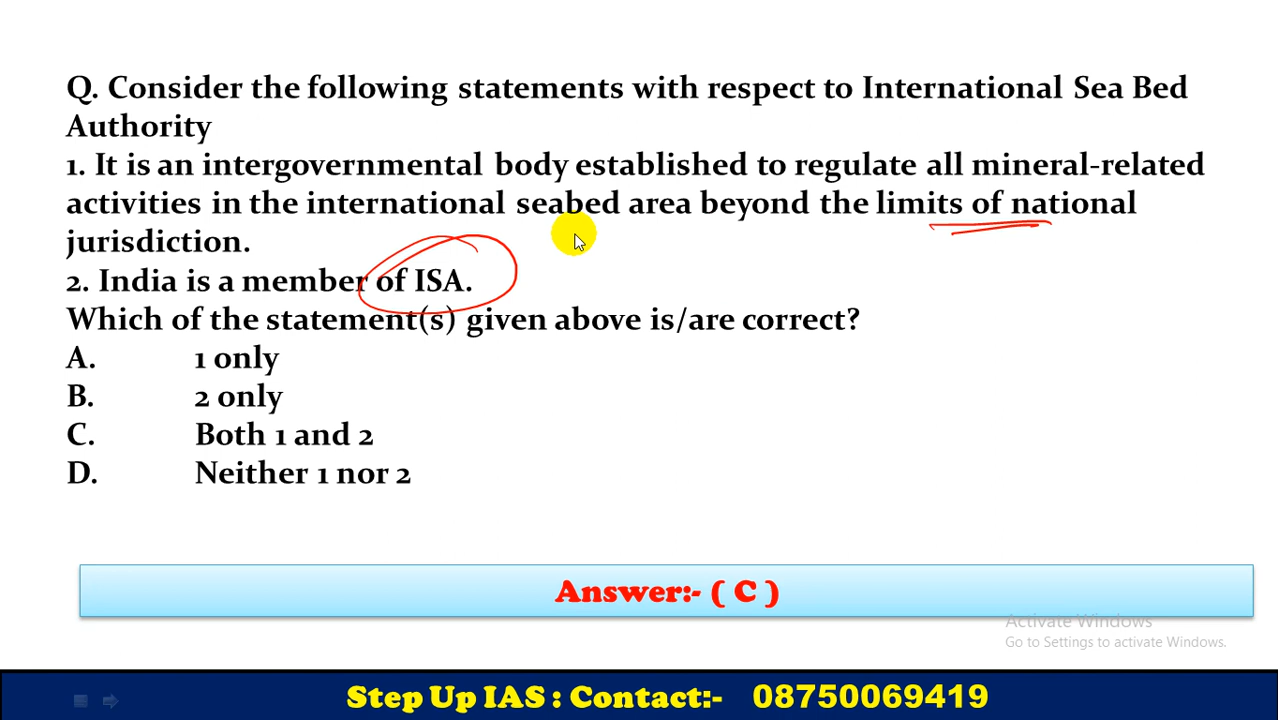 Q. Consider the following statements with respect to International Sea Bed
Authority
1. It is an intergovernmental body established to regulate all mineral-related
activities in the international seabed area beyond the limits of national
jurisdiction.
2. India is a member of ISA.
Which of the statement(s) given above is/are correct?
A. 1 only
B. 2 only
C. Both 1 and 2
D. Neither 1 nor 2
Answer:- ( C )
Activate Windows
Go to Settings to activate Windows.
Step Up IAS : Contact:- 08750069419